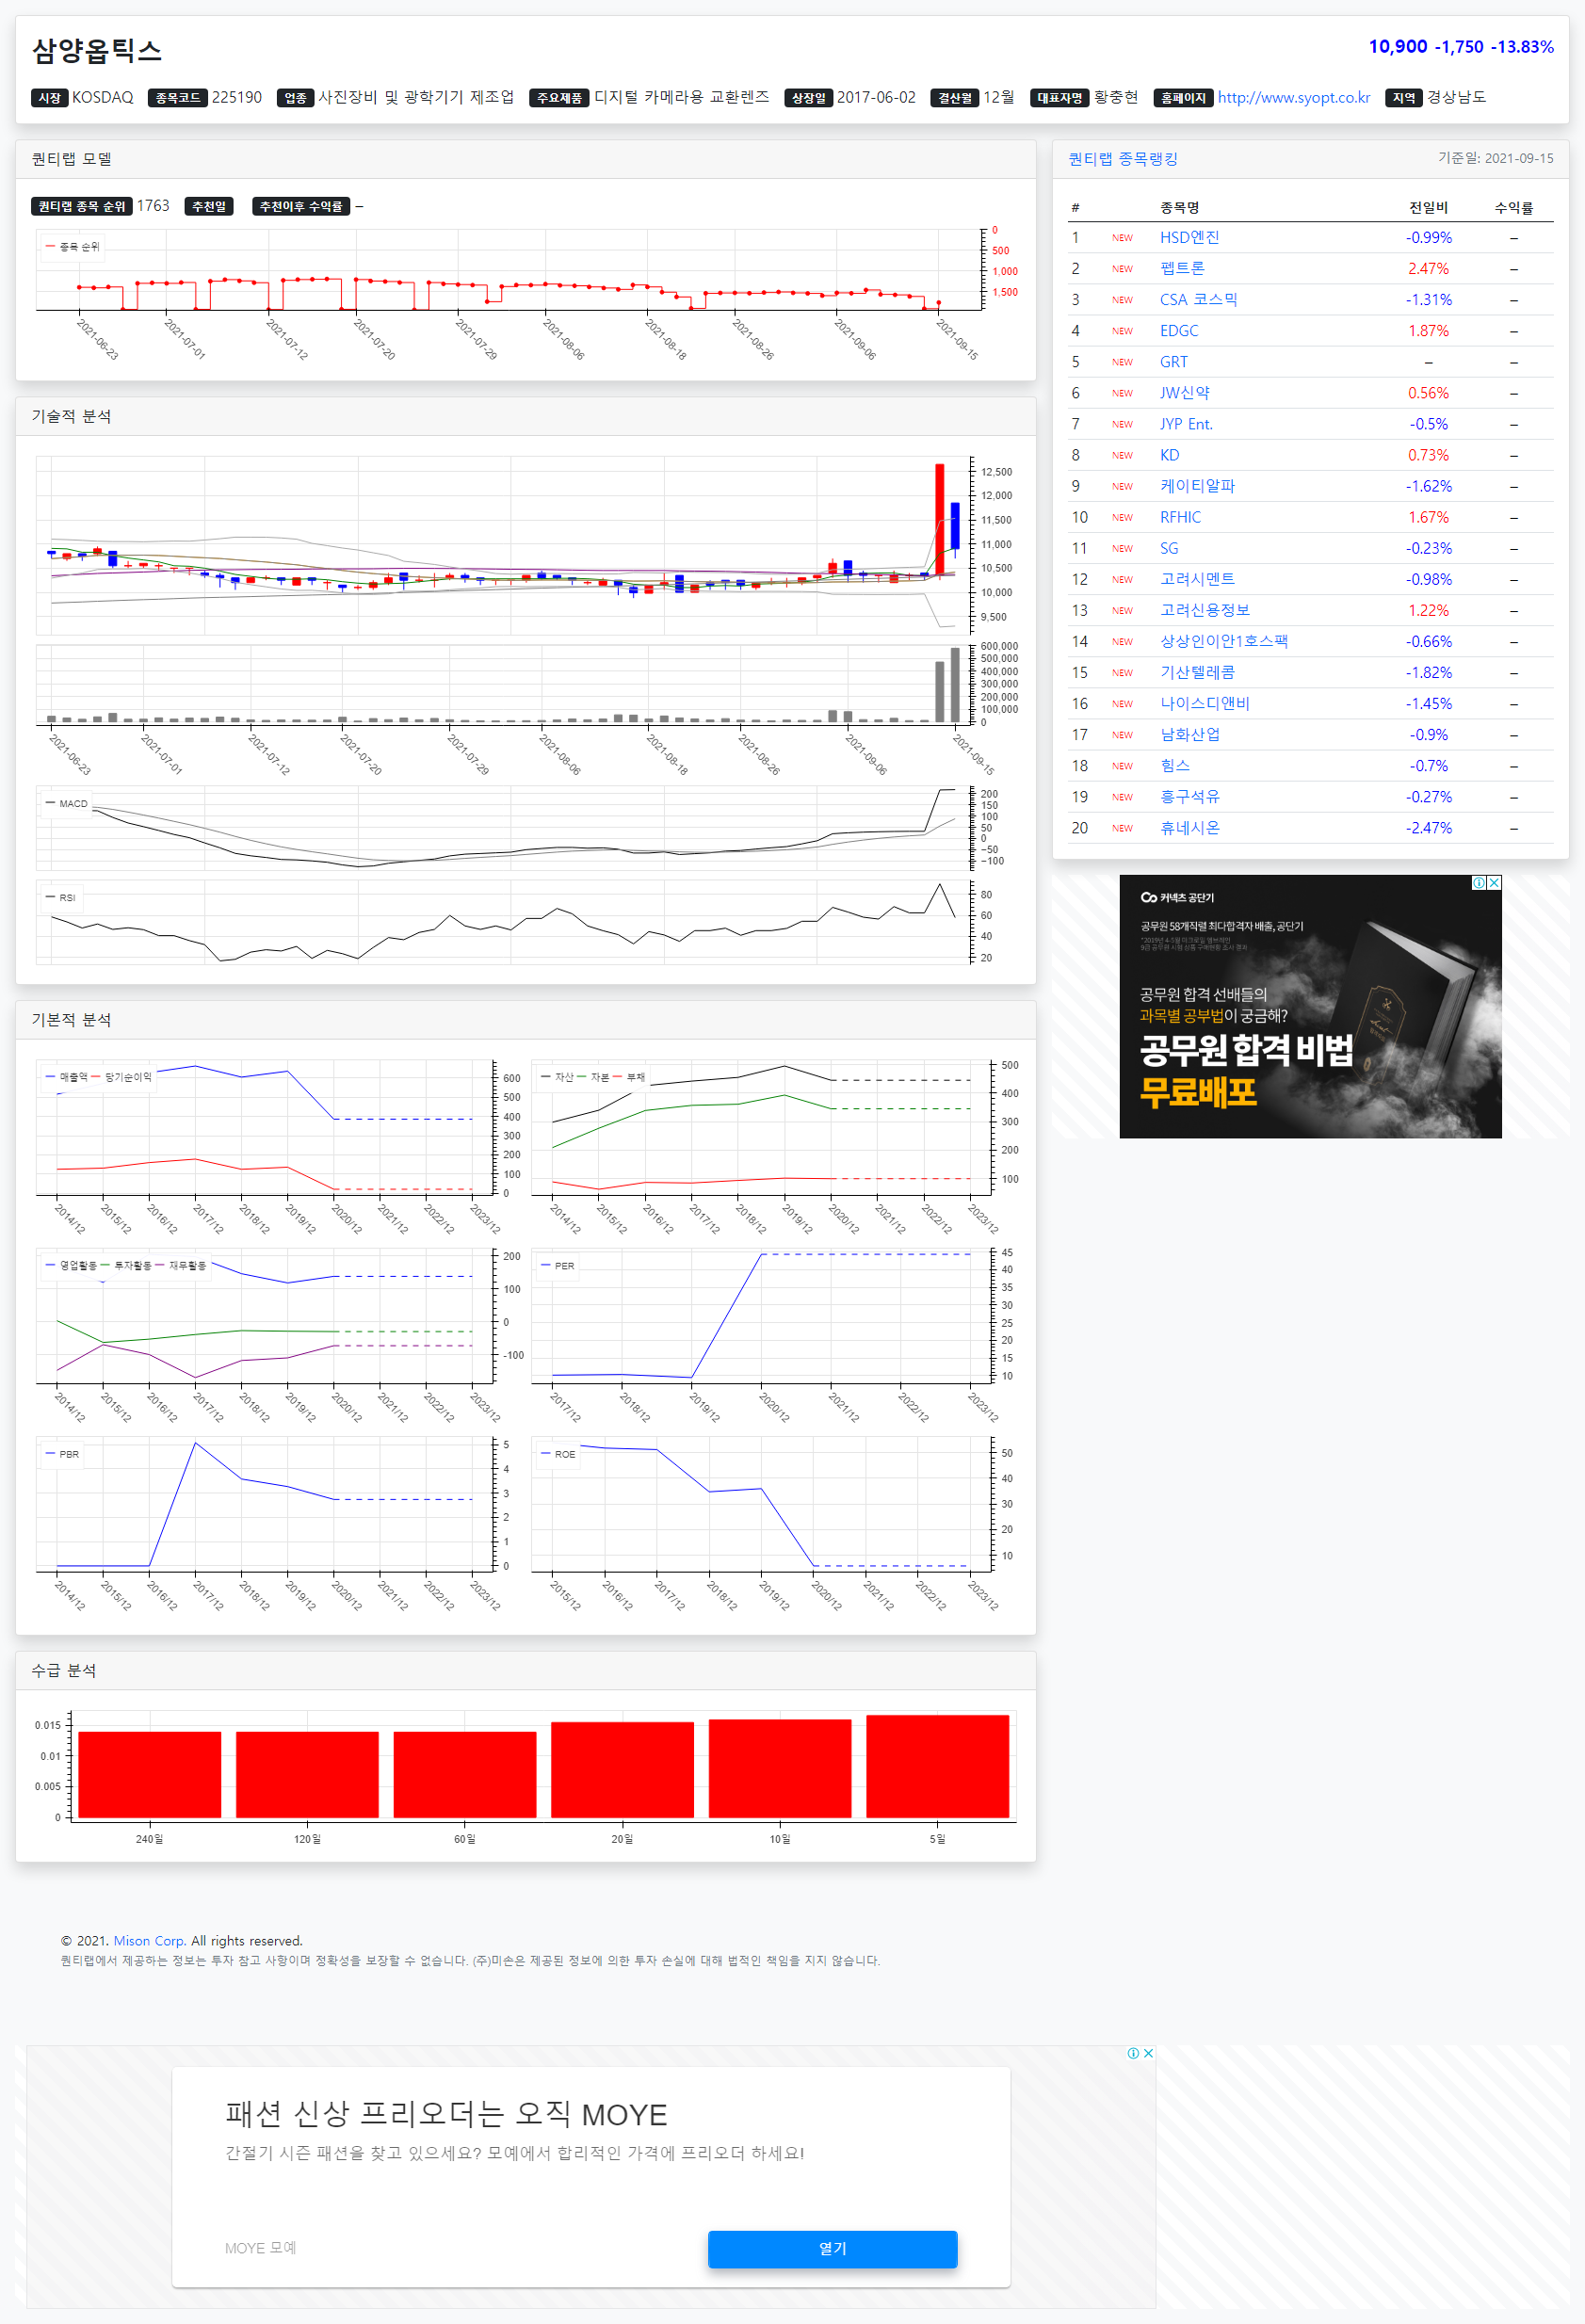 삼양옵틱스
10,900 -1,750 -13.83%
시장 KOSDAQ 종목코드 225190 업종 사진장비 및 광학기기 제조업 주요제품 디지털 카메라용 교환렌즈 상장일 2017-06-02 결산월 12월 대표자명 황충현 홈페이지 http://www.syopt.co.kr 지역 경상남도
퀀티랩 모델
퀀티랩 종목 순위 1763 추천일 추천이후 수익률 –
종목 순위
0
500
1,000
1,500
2021-06-23 2021-07-01 2021-07-12 2021-07-20 2021-07-29 2021-08-06 2021-08-18 2021-08-26 2021-09-06 2021-09-15
기술적 분석
12,500
12,000
11,500
11,000
10,500
10,000
9,500
600,000
500,000
400,000
300,000
200,000
100,000
0
2021-06-23 2021-07-01 2021-07-12 2021-07-20 2021-07-29 2021-08-06 2021-08-18 2021-08-26 2021-09-06 2021-09-15
MACD
200
150
100
50
0
−50
−100
RSI
80
60
40
20
기본적 분석
매출액 당기순이익
600
500
400
300
200
100
0
2014/12 2015/12 2016/12 2017/12 2018/12 2019/12 2020/12 2021/12 2022/12 2023/12
자산 자본 부채
500
400
300
200
100
2014/12 2015/12 2016/12 2017/12 2018/12 2019/12 2020/12 2021/12 2022/12 2023/12
영업활동 투자활동 재무활동
200
100
0
-100
2014/12 2015/12 2016/12 2017/12 2018/12 2019/12 2020/12 2021/12 2022/12 2023/12
PER
45
40
35
30
25
20
15
10
2017/12 2018/12 2019/12 2020/12 2021/12 2022/12 2023/12
PBR
5
4
3
2
1
0
2014/12 2015/12 2016/12 2017/12 2018/12 2019/12 2020/12 2021/12 2022/12 2023/12
ROE
50
40
30
20
10
2015/12 2016/12 2017/12 2018/12 2019/12 2020/12 2021/12 2022/12 2023/12
수급 분석
0.015
0.01
0.005
0
240일 120일 60일 20일 10일 5일
퀀티랩 종목랭킹 기준일: 2021-09-15
# 종목명 전일비 수익률
1 NEW HSD엔진 -0.99% –
2 NEW 펩트론 2.47% –
3 NEW CSA 코스믹 -1.31% –
4 NEW EDGC 1.87% –
5 NEW GRT – –
6 NEW JW신약 0.56% –
7 NEW JYP Ent. -0.5% –
8 NEW KD 0.73% –
9 NEW 케이티알파 -1.62% –
10 NEW RFHIC 1.67% –
11 NEW SG -0.23% –
12 NEW 고려시멘트 -0.98% –
13 NEW 고려신용정보 1.22% –
14 NEW 상상인이안1호스팩 -0.66% –
15 NEW 기산텔레콤 -1.82% –
16 NEW 나이스디앤비 -1.45% –
17 NEW 남화산업 -0.9% –
18 NEW 힘스 -0.7% –
19 NEW 흥구석유 -0.27% –
20 NEW 휴네시온 -2.47% –
커넥츠 공단기
공무원 58개직렬 최다합격자 배출, 공단기
공무원 합격 선배들의
과목별 공부법이 궁금해?
공무원 합격 비법
무료배포
© 2021. Mison Corp. All rights reserved.
퀀티랩에서 제공하는 정보는 투자 참고 사항이며 정확성을 보장할 수 없습니다. (주)미손은 제공된 정보에 의한 투자 손실에 대해 법적인 책임을 지지 않습니다.
패션 신상 프리오더는 오직 MOYE
간절기 시즌 패션을 찾고 있으세요? 모예에서 합리적인 가격에 프리오더 하세요!
MOYE 모예
열기